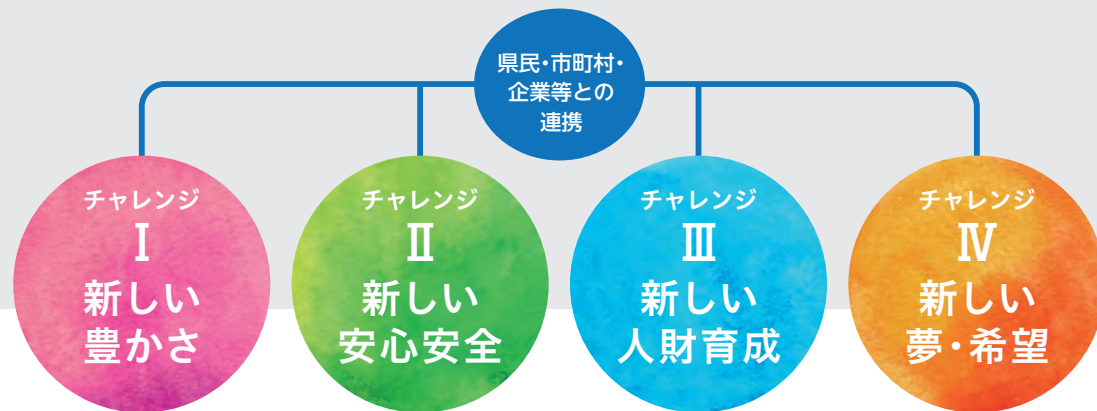 県民・市町村・
企業等との
連携
チャレンジ
Ⅰ
新しい
豊かさ
チャレンジ
Ⅱ
新しい
安心安全
チャレンジ
Ⅲ
新しい
人財育成
チャレンジ
Ⅳ
新しい
夢・希望